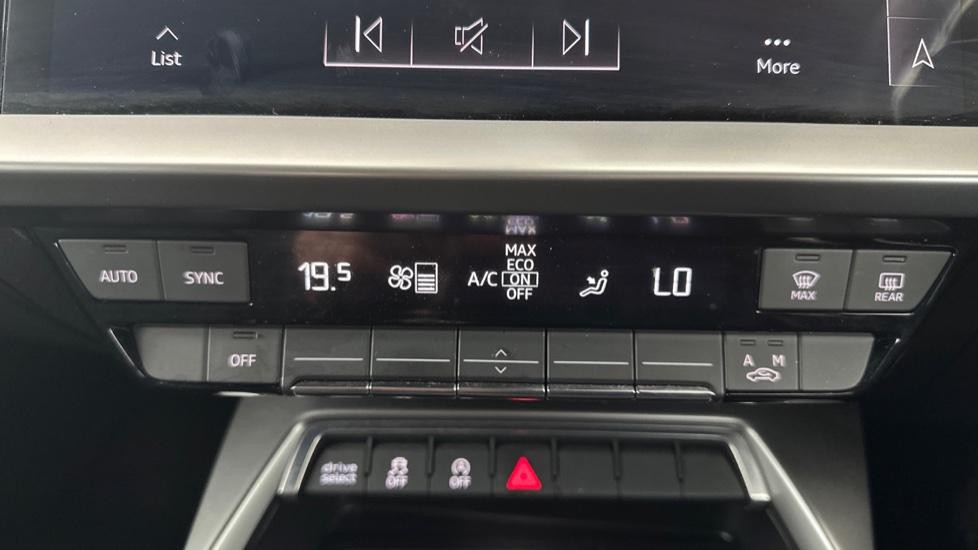 List
More
AUTO
SYNC
19.5
A/C
MAX
ECO
ON
OFF
LO
MAX
REAR
OFF
A M
drive
select
OFF
OFF